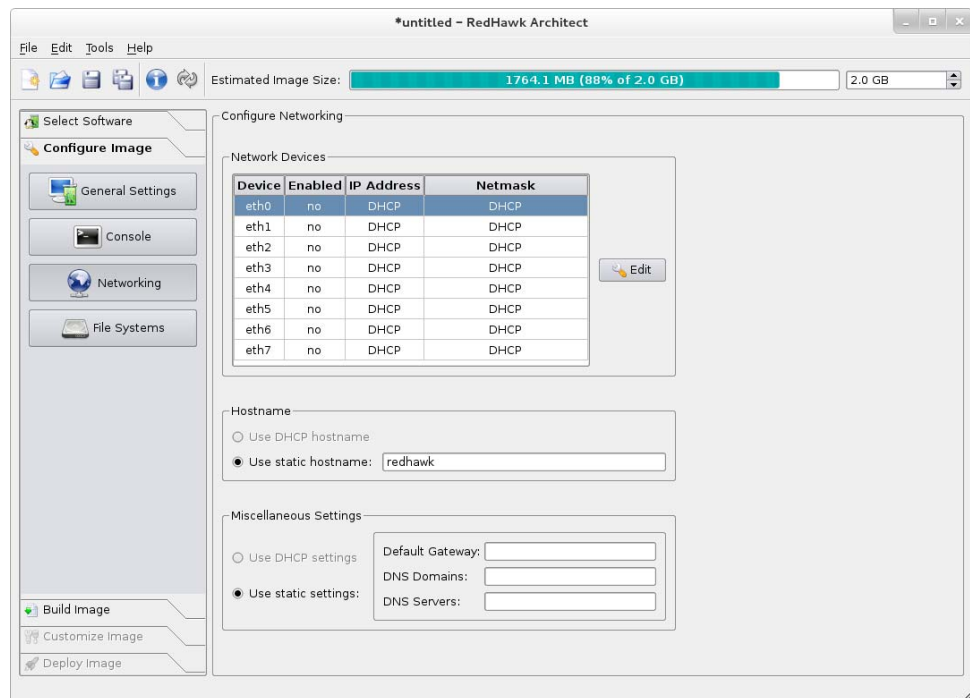 *untitled – RedHawk Architect
File Edit Tools Help
Estimated Image Size: 1764.1 MB (88% of 2.0 GB) 2.0 GB
Select Software
Configure Image
General Settings
Console
Networking
File Systems
Build Image
Customize Image
Deploy Image
Configure Networking
Network Devices
Device Enabled IP Address Netmask
eth0 no DHCP DHCP
eth1 no DHCP DHCP
eth2 no DHCP DHCP
eth3 no DHCP DHCP
eth4 no DHCP DHCP
eth5 no DHCP DHCP
eth6 no DHCP DHCP
eth7 no DHCP DHCP
Edit
Hostname
Use DHCP hostname
Use static hostname: redhawk
Miscellaneous Settings
Use DHCP settings
Use static settings:
Default Gateway:
DNS Domains:
DNS Servers: